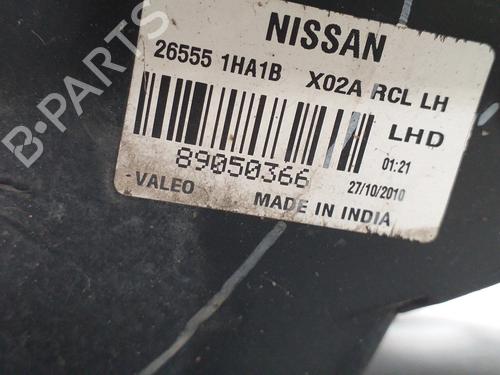 NISSAN
26555 1HA1B X02A RCL LH
LHD
89050366
01:21
27/10/2010
VALEO
MADE IN INDIA
B-PARTS